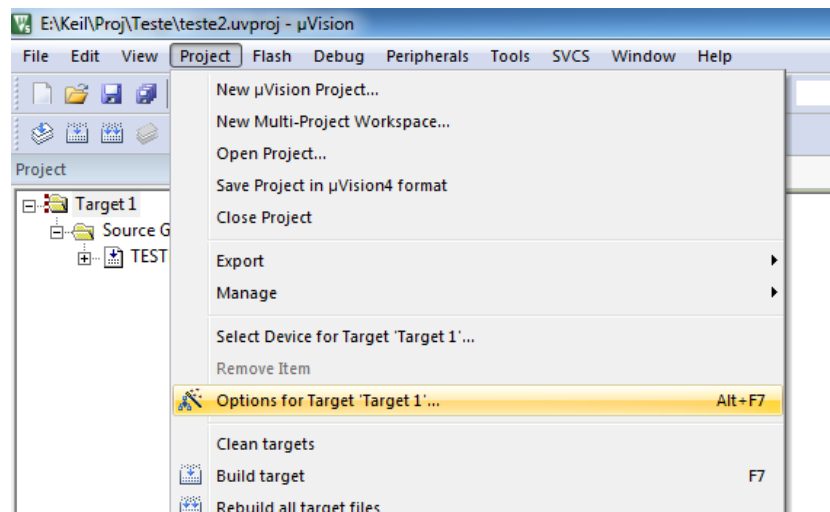 E:\Keil\Proj\Teste\teste2.uvproj - µVision
File Edit View Project Flash Debug Peripherals Tools SVCS Window Help
New µVision Project...
New Multi-Project Workspace...
Open Project...
Save Project in µVision4 format
Close Project
Export
Manage
Select Device for Target 'Target 1'...
Remove Item
Options for Target 'Target 1'... Alt+F7
Clean targets
Build target F7
Rebuild all target files
Project
Target 1
Source G
TEST